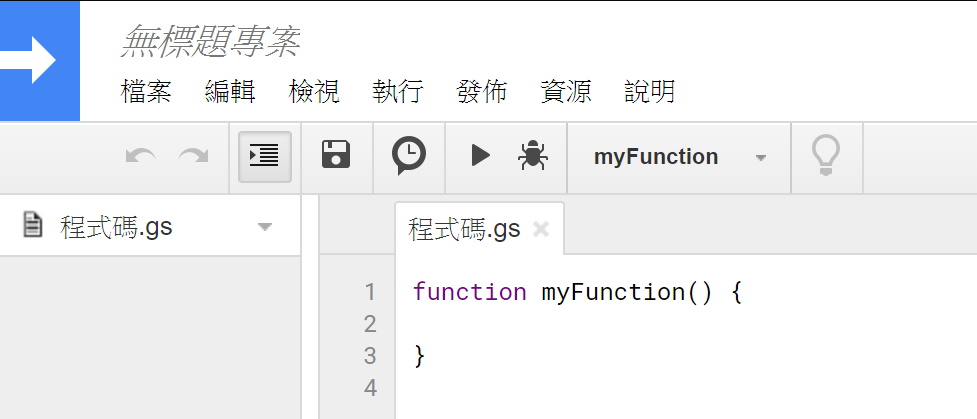 無標題專案
檔案 編輯 檢視 執行 發佈 資源 說明
myFunction
程式碼.gs
程式碼.gs
1 function myFunction() {
2
3 }
4